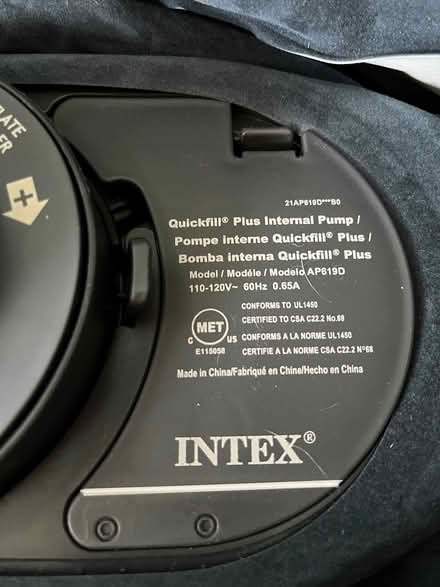 21AP619D***B0
Quickfill® Plus Internal Pump /
Pompe interne Quickfill® Plus /
Bomba interna Quickfill® Plus
Model / Modèle / Modelo AP619D
110-120V~ 60Hz 0.65A
CONFORMS TO UL1450
CERTIFIED TO CSA C22.2 No.68
CONFORMS A LA NORME UL1450
CERTIFIE A LA NORME CSA C22.2 N°68
C MET US
E115058
Made in China/Fabriqué en Chine/Hecho en China
INTEX®